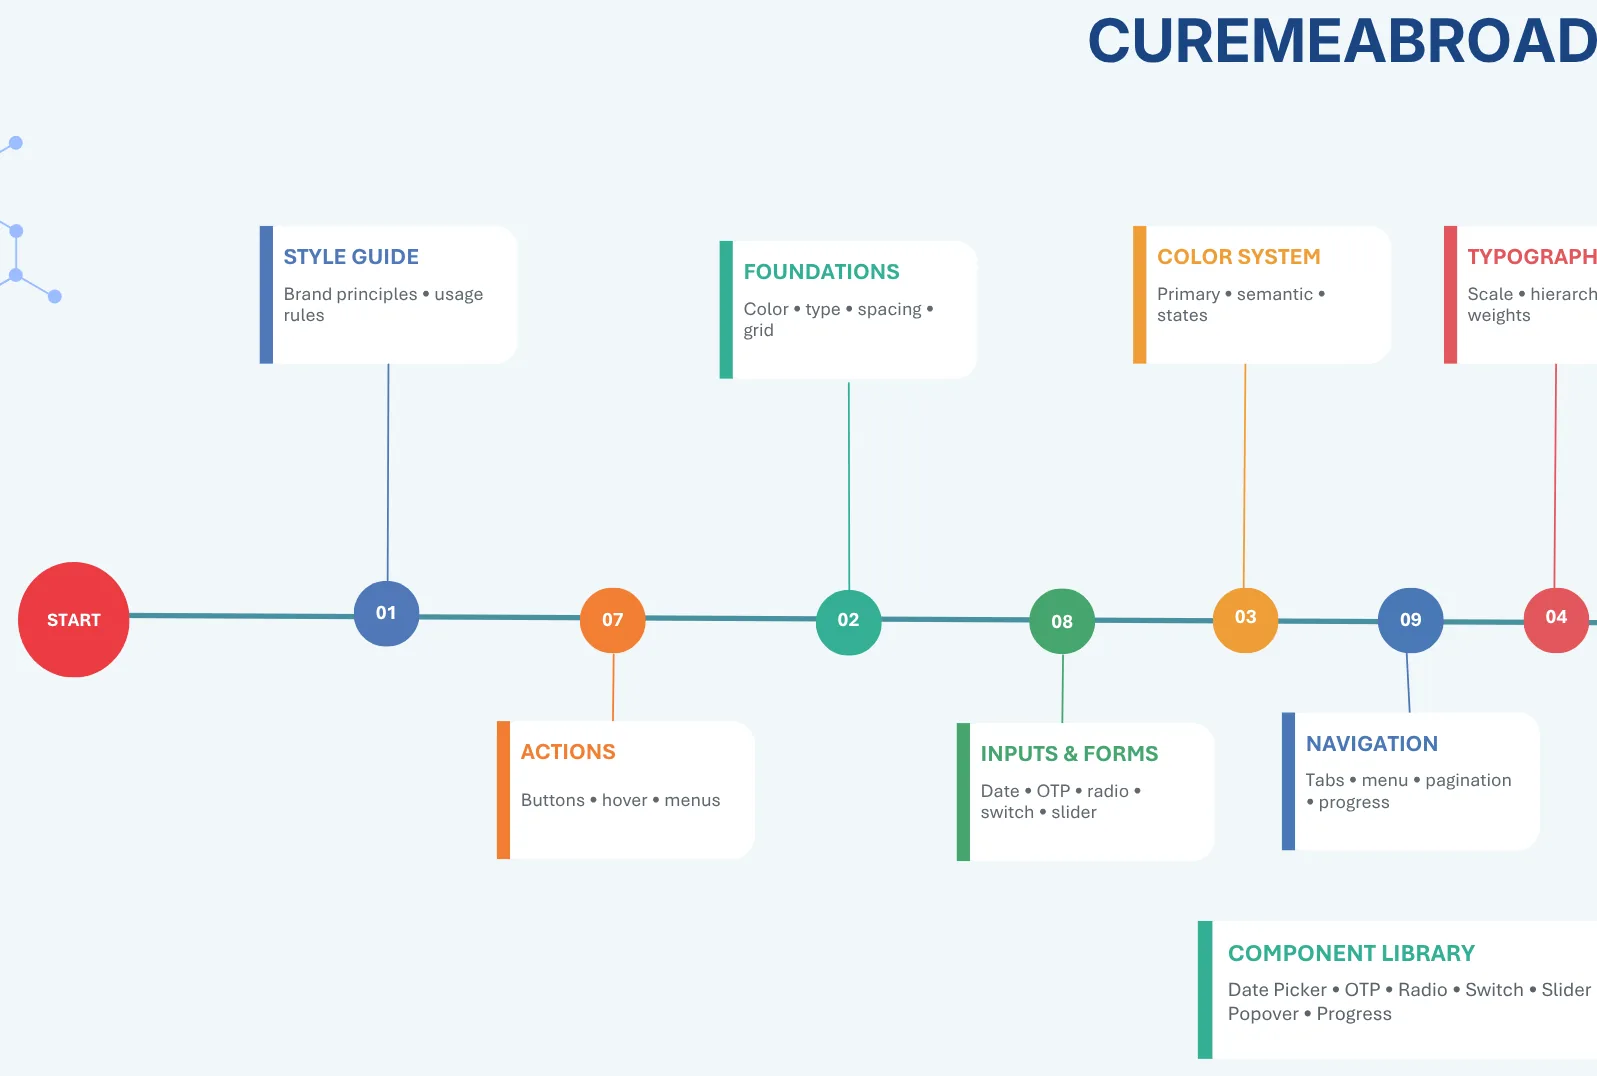 CUREMEABROAD
STYLE GUIDE
Brand principles • usage
rules
FOUNDATIONS
Color • type • spacing •
grid
COLOR SYSTEM
Primary • semantic •
states
TYPOGRAPH
Scale • hierarch
weights
START
01
07
02
08
03
09
04
ACTIONS
Buttons • hover • menus
INPUTS & FORMS
Date • OTP • radio •
switch • slider
NAVIGATION
Tabs • menu • pagination
• progress
COMPONENT LIBRARY
Date Picker • OTP • Radio • Switch • Slider
Popover • Progress